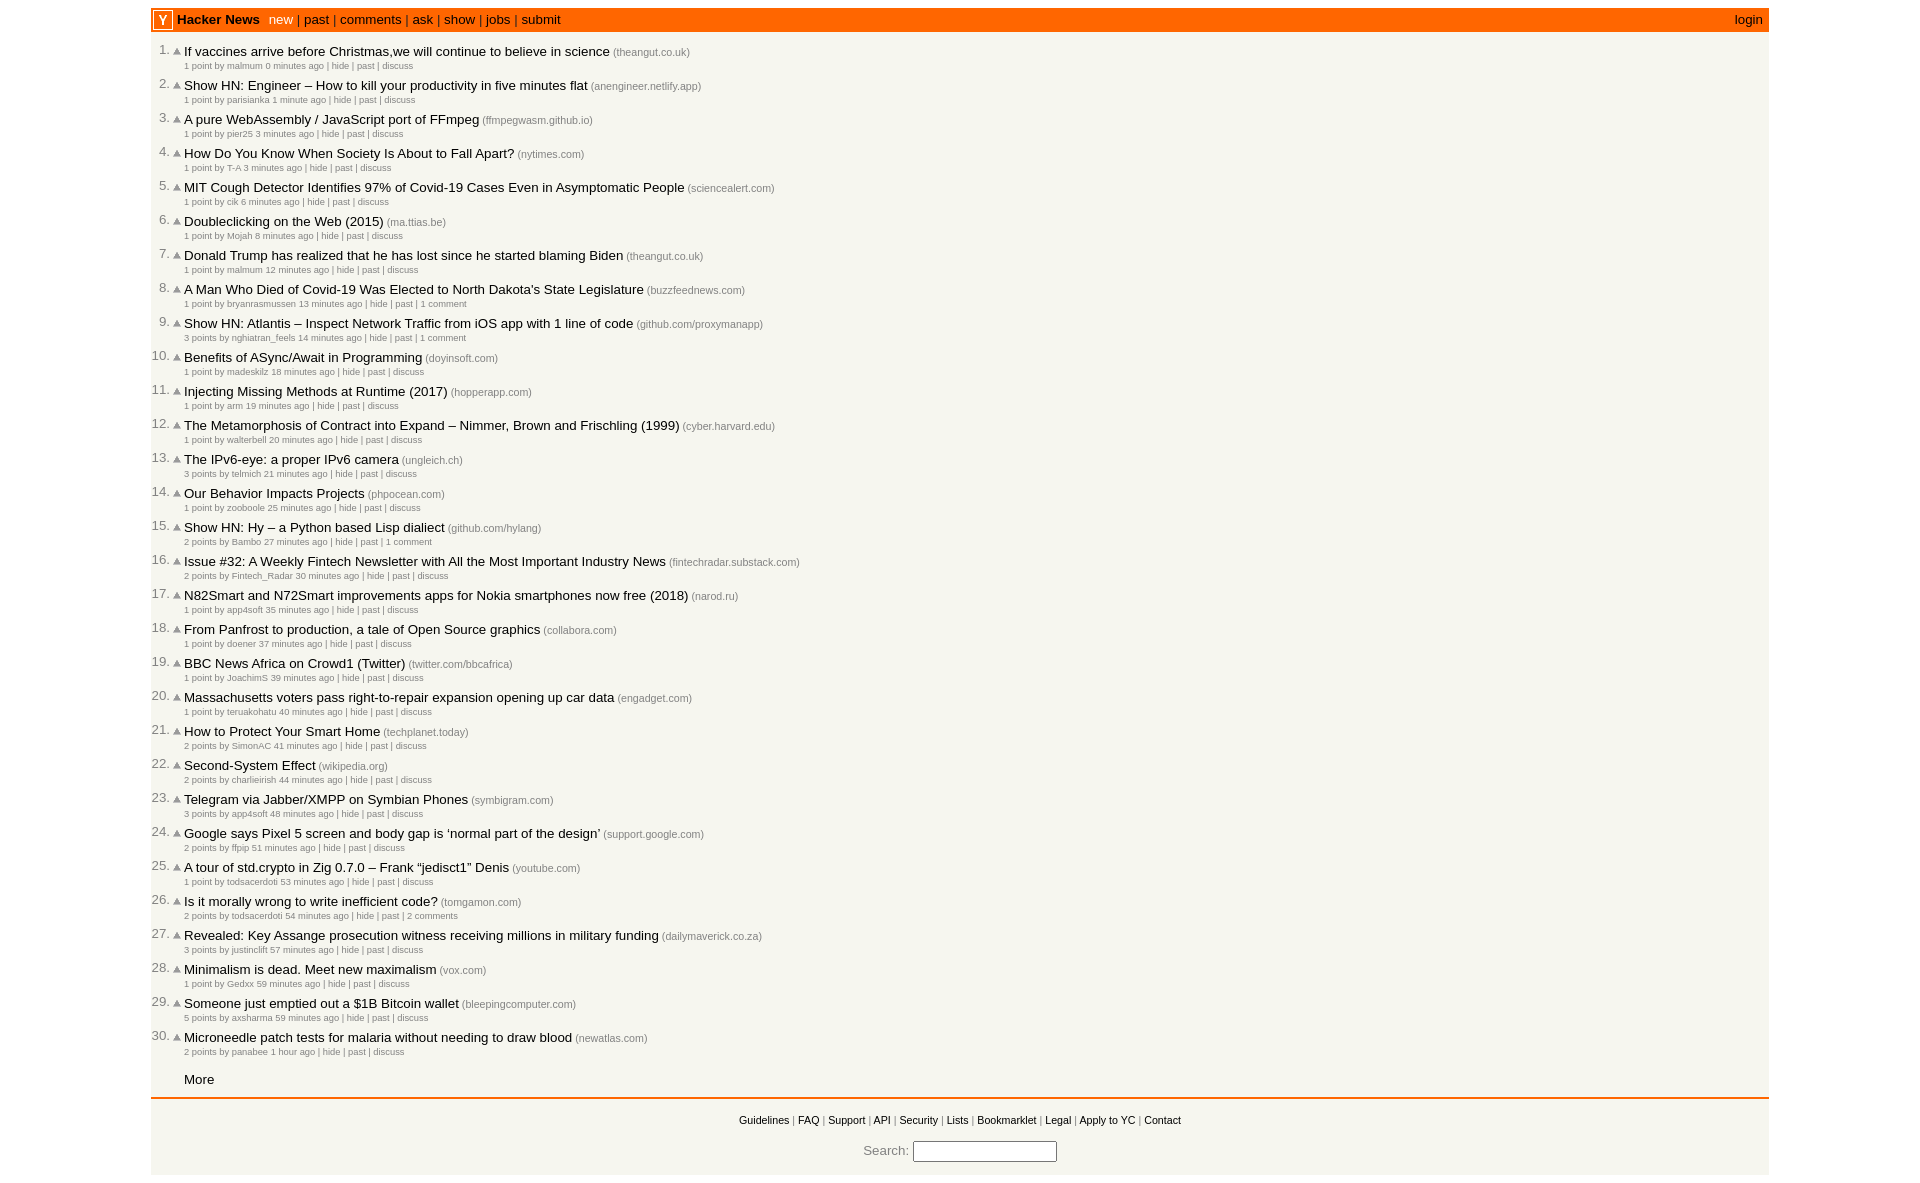 Y Hacker News new | past | comments | ask | show | jobs | submit login
1. If vaccines arrive before Christmas,we will continue to believe in science (theangut.co.uk)
1 point by malmum 0 minutes ago | hide | past | discuss
2. Show HN: Engineer – How to kill your productivity in five minutes flat (anengineer.netlify.app)
1 point by parisianka 1 minute ago | hide | past | discuss
3. A pure WebAssembly / JavaScript port of FFmpeg (ffmpegwasm.github.io)
1 point by pier25 3 minutes ago | hide | past | discuss
4. How Do You Know When Society Is About to Fall Apart? (nytimes.com)
1 point by T-A 3 minutes ago | hide | past | discuss
5. MIT Cough Detector Identifies 97% of Covid-19 Cases Even in Asymptomatic People (sciencealert.com)
1 point by cik 6 minutes ago | hide | past | discuss
6. Doubleclicking on the Web (2015) (ma.ttias.be)
1 point by Mojah 8 minutes ago | hide | past | discuss
7. Donald Trump has realized that he has lost since he started blaming Biden (theangut.co.uk)
1 point by malmum 12 minutes ago | hide | past | discuss
8. A Man Who Died of Covid-19 Was Elected to North Dakota's State Legislature (buzzfeednews.com)
1 point by bryanrasmussen 13 minutes ago | hide | past | 1 comment
9. Show HN: Atlantis – Inspect Network Traffic from iOS app with 1 line of code (github.com/proxymanapp)
3 points by nghiatran_feels 14 minutes ago | hide | past | 1 comment
10. Benefits of ASync/Await in Programming (doyinsoft.com)
1 point by madeskilz 18 minutes ago | hide | past | discuss
11. Injecting Missing Methods at Runtime (2017) (hopperapp.com)
1 point by arm 19 minutes ago | hide | past | discuss
12. The Metamorphosis of Contract into Expand – Nimmer, Brown and Frischling (1999) (cyber.harvard.edu)
1 point by walterbell 20 minutes ago | hide | past | discuss
13. The IPv6-eye: a proper IPv6 camera (ungleich.ch)
3 points by telmich 21 minutes ago | hide | past | discuss
14. Our Behavior Impacts Projects (phpocean.com)
1 point by zooboole 25 minutes ago | hide | past | discuss
15. Show HN: Hy – a Python based Lisp dialiect (github.com/hylang)
2 points by Bambo 27 minutes ago | hide | past | 1 comment
16. Issue #32: A Weekly Fintech Newsletter with All the Most Important Industry News (fintechradar.substack.com)
2 points by Fintech_Radar 30 minutes ago | hide | past | discuss
17. N82Smart and N72Smart improvements apps for Nokia smartphones now free (2018) (narod.ru)
1 point by app4soft 35 minutes ago | hide | past | discuss
18. From Panfrost to production, a tale of Open Source graphics (collabora.com)
1 point by doener 37 minutes ago | hide | past | discuss
19. BBC News Africa on Crowd1 (Twitter) (twitter.com/bbcafrica)
1 point by JoachimS 39 minutes ago | hide | past | discuss
20. Massachusetts voters pass right-to-repair expansion opening up car data (engadget.com)
1 point by teruakohatu 40 minutes ago | hide | past | discuss
21. How to Protect Your Smart Home (techplanet.today)
2 points by SimonAC 41 minutes ago | hide | past | discuss
22. Second-System Effect (wikipedia.org)
2 points by charlieirish 44 minutes ago | hide | past | discuss
23. Telegram via Jabber/XMPP on Symbian Phones (symbigram.com)
3 points by app4soft 48 minutes ago | hide | past | discuss
24. Google says Pixel 5 screen and body gap is ‘normal part of the design’ (support.google.com)
2 points by ffpip 51 minutes ago | hide | past | discuss
25. A tour of std.crypto in Zig 0.7.0 – Frank “jedisct1” Denis (youtube.com)
1 point by todsacerdoti 53 minutes ago | hide | past | discuss
26. Is it morally wrong to write inefficient code? (tomgamon.com)
2 points by todsacerdoti 54 minutes ago | hide | past | 2 comments
27. Revealed: Key Assange prosecution witness receiving millions in military funding (dailymaverick.co.za)
3 points by justinclift 57 minutes ago | hide | past | discuss
28. Minimalism is dead. Meet new maximalism (vox.com)
1 point by Gedxx 59 minutes ago | hide | past | discuss
29. Someone just emptied out a $1B Bitcoin wallet (bleepingcomputer.com)
5 points by axsharma 59 minutes ago | hide | past | discuss
30. Microneedle patch tests for malaria without needing to draw blood (newatlas.com)
2 points by panabee 1 hour ago | hide | past | discuss
More
Guidelines | FAQ | Support | API | Security | Lists | Bookmarklet | Legal | Apply to YC | Contact
Search: